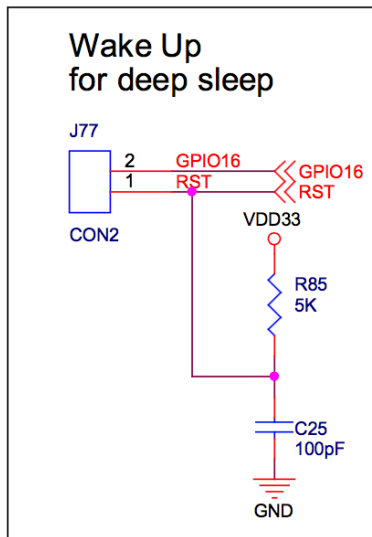 Wake Up
for deep sleep
J77
2 GPIO16 GPIO16
1 RST RST
CON2
VDD33
R85
5K
C25
100pF
GND